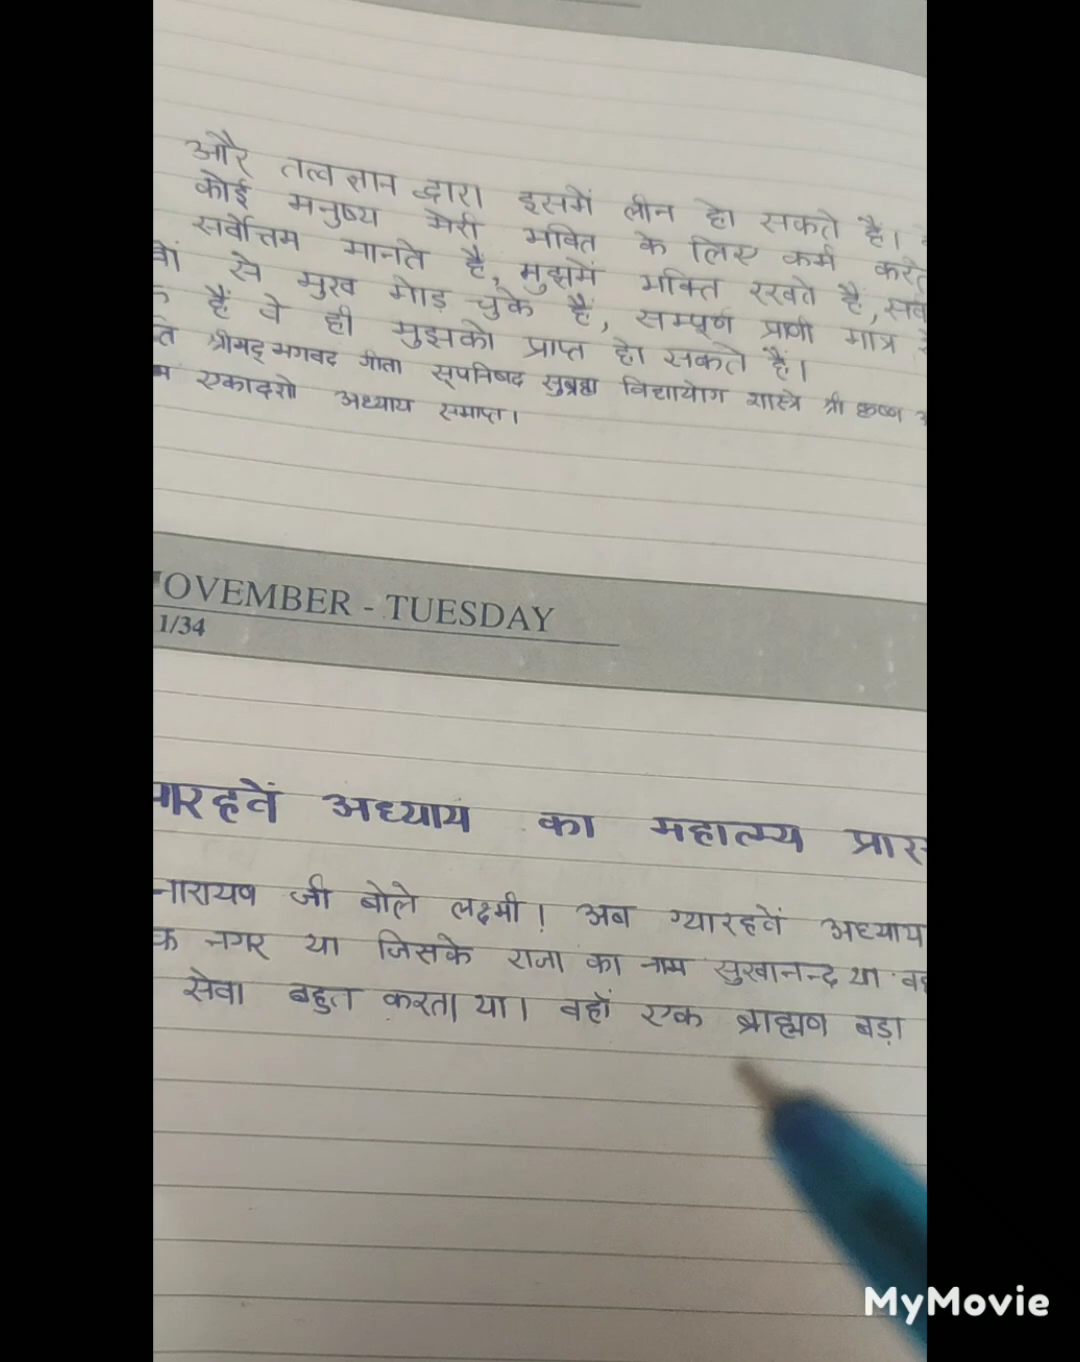 और तत्व ज्ञान द्वारा इसमें लीन हो सकते है।
कोई मनुष्य मेरी भक्ति के लिए कर्म करते
सर्वोत्तम मानते है, मुझमें भक्ति रखते है, सब
से मुख मोड़ चुके हैं, सम्पूर्ण प्राणी मात्र
हैं वे ही मुझको प्राप्त हो सकते हैं।
श्रीमद् भगवद गीता सूपनिषद सुब्रह्म विद्यायोग शास्त्रे श्री कृष्ण
एकादशो अध्याय समाप्त।
OVEMBER - TUESDAY
1/34
ारहवें अध्याय का महात्म्य प्रार
नारायण जी बोले लक्ष्मी! अब ग्यारहवें अध्याय
क नगर था जिसके राजा का नाम सुखानन्द था वह
सेवा बहुत करता था। वहाँ एक ब्राह्मण बड़ा
MyMovie